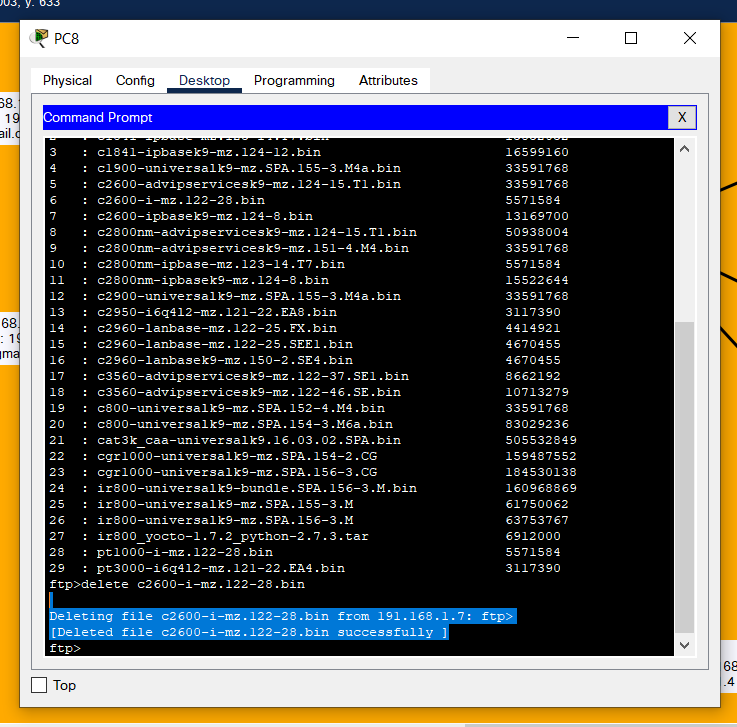 003, y: 633
PC8
Physical Config Desktop Programming Attributes
Command Prompt X
3 : c1841-ipbasek9-mz.124-12.bin 16599160
4 : c1900-universalk9-mz.SPA.155-3.M4a.bin 33591768
5 : c2600-advipservicesk9-mz.124-15.T1.bin 33591768
6 : c2600-i-mz.122-28.bin 5571584
7 : c2600-ipbasek9-mz.124-8.bin 13169700
8 : c2800nm-advipservicesk9-mz.124-15.T1.bin 50938004
9 : c2800nm-advipservicesk9-mz.151-4.M4.bin 33591768
10 : c2800nm-ipbase-mz.123-14.T7.bin 5571584
11 : c2800nm-ipbasek9-mz.124-8.bin 15522644
12 : c2900-universalk9-mz.SPA.155-3.M4a.bin 33591768
13 : c2950-i6q4l2-mz.121-22.EA8.bin 3117390
14 : c2960-lanbase-mz.122-25.FX.bin 4414921
15 : c2960-lanbase-mz.122-25.SEE1.bin 4670455
16 : c2960-lanbasek9-mz.150-2.SE4.bin 4670455
17 : c3560-advipservicesk9-mz.122-37.SE1.bin 8662192
18 : c3560-advipservicesk9-mz.122-46.SE.bin 10713279
19 : c800-universalk9-mz.SPA.152-4.M4.bin 33591768
20 : c800-universalk9-mz.SPA.154-3.M6a.bin 83029236
21 : cat3k_caa-universalk9.16.03.02.SPA.bin 505532849
22 : cgr1000-universalk9-mz.SPA.154-2.CG 159487552
23 : cgr1000-universalk9-mz.SPA.156-3.CG 184530138
24 : ir800-universalk9-bundle.SPA.156-3.M.bin 160968869
25 : ir800-universalk9-mz.SPA.155-3.M 61750062
26 : ir800-universalk9-mz.SPA.156-3.M 63753767
27 : ir800_yocto-1.7.2_python-2.7.3.tar 6912000
28 : pt1000-i-mz.122-28.bin 5571584
29 : pt3000-i6q4l2-mz.121-22.EA4.bin 3117390
ftp>delete c2600-i-mz.122-28.bin
Deleting file c2600-i-mz.122-28.bin from 191.168.1.7: ftp>
[Deleted file c2600-i-mz.122-28.bin successfully ]
ftp>
Top